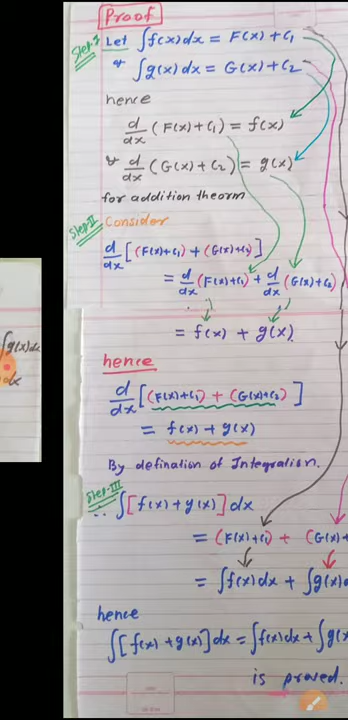 Proof
Step-I Let ∫f(x)dx = F(x) + C₁
& ∫g(x)dx = G(x) + C₂
hence
d/dx (F(x)+C₁) = f(x)
& d/dx (G(x)+C₂) = g(x)
for addition theorm
Step-II Consider
d/dx [(F(x)+C₁) + (G(x)+C₂)]
= d/dx (F(x)+C₁) + d/dx (G(x)+C₂)
= f(x) + g(x)
hence
d/dx [(F(x)+C₁) + (G(x)+C₂)]
= f(x) + g(x)
By defination of Integration.
Step-III
∴ ∫[f(x)+g(x)]dx
= (F(x)+C₁) + (G(x)+
= ∫f(x)dx + ∫g(x)d
hence
∫[f(x)+g(x)]dx = ∫f(x)dx + ∫g(x
is proved.
∫g(x)dx
dx